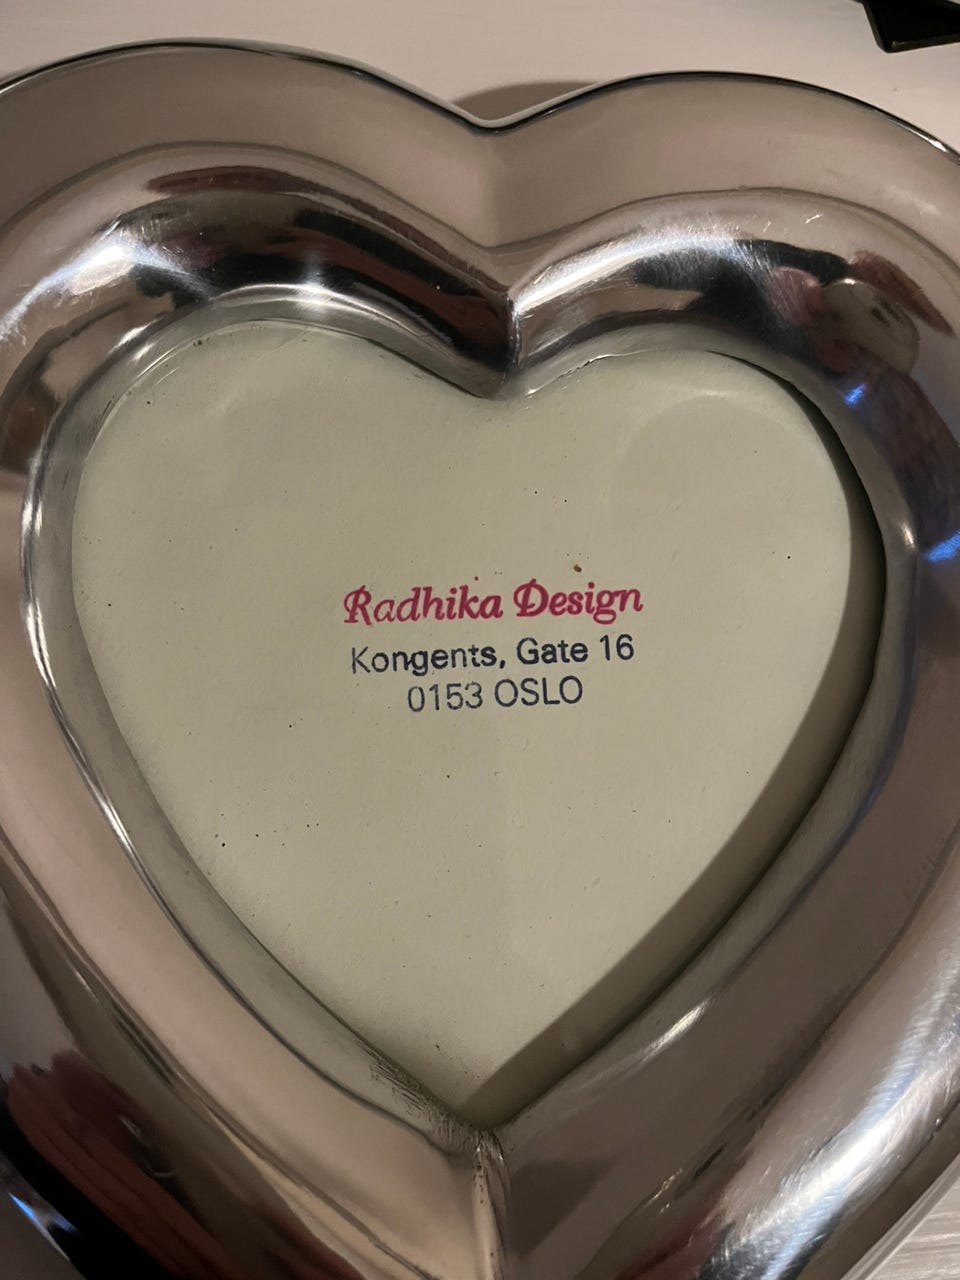 Radhika Design
Kongents, Gate 16
0153 OSLO